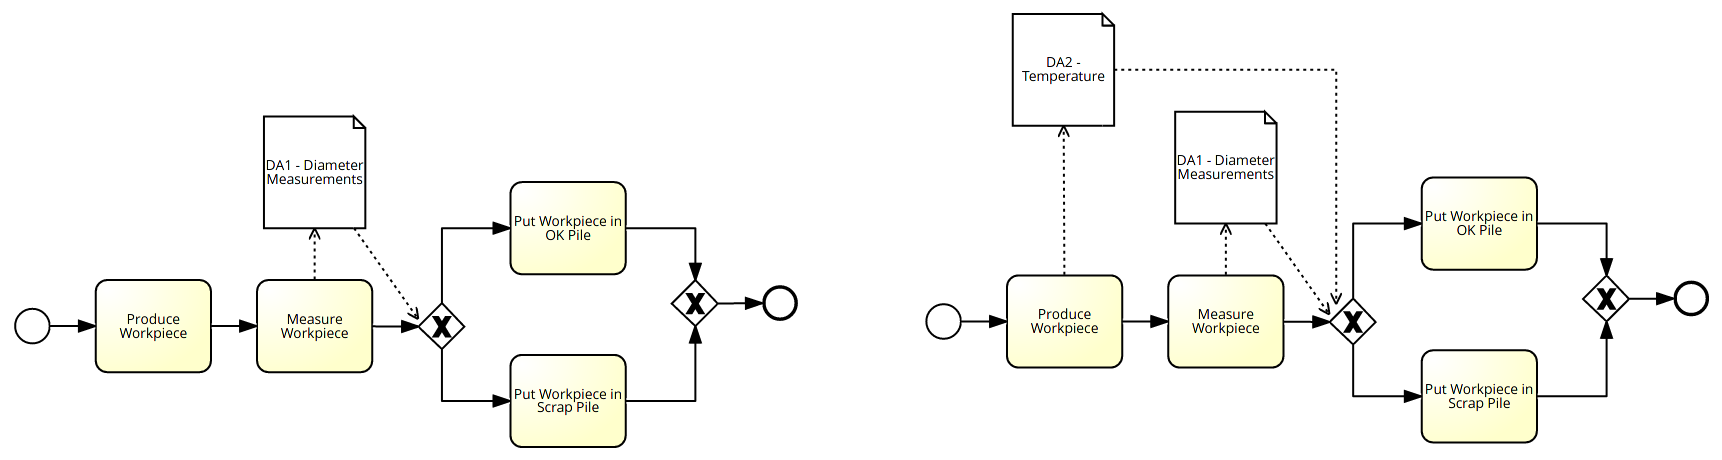 DA1 - Diameter
Measurements
Produce
Workpiece
Measure
Workpiece
Put Workpiece in
OK Pile
Put Workpiece in
Scrap Pile
DA2 -
Temperature
DA1 - Diameter
Measurements
Produce
Workpiece
Measure
Workpiece
Put Workpiece in
OK Pile
Put Workpiece in
Scrap Pile